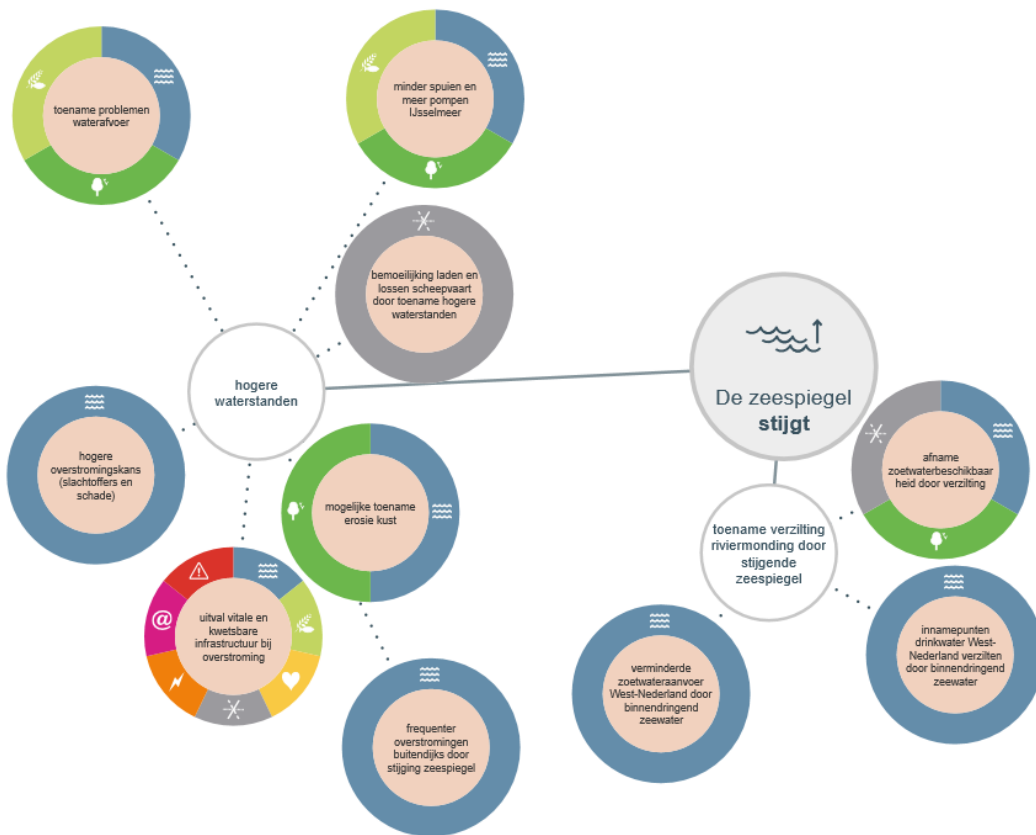 toename problemen
waterafvoer
minder spuien en
meer pompen
IJsselmeer
bemoeilijking laden en
lossen scheepvaart
door toename hogere
waterstanden
hogere
waterstanden
De zeespiegel
stijgt
hogere
overstromingskans
(slachtoffers en
schade)
mogelijke toename
erosie kust
afname
zoetwaterbeschikbaar
heid door verzilting
toename verzilting
riviermonding door
stijgende
zeespiegel
@
uitval vitale en
kwetsbare
infrastructuur bij
overstroming
verminderde
zoetwateraanvoer
West-Nederland door
binnendringend
zeewater
innamepunten
drinkwater West-
Nederland verzilten
door binnendringend
zeewater
frequenter
overstromingen
buitendijks door
stijging zeespiegel